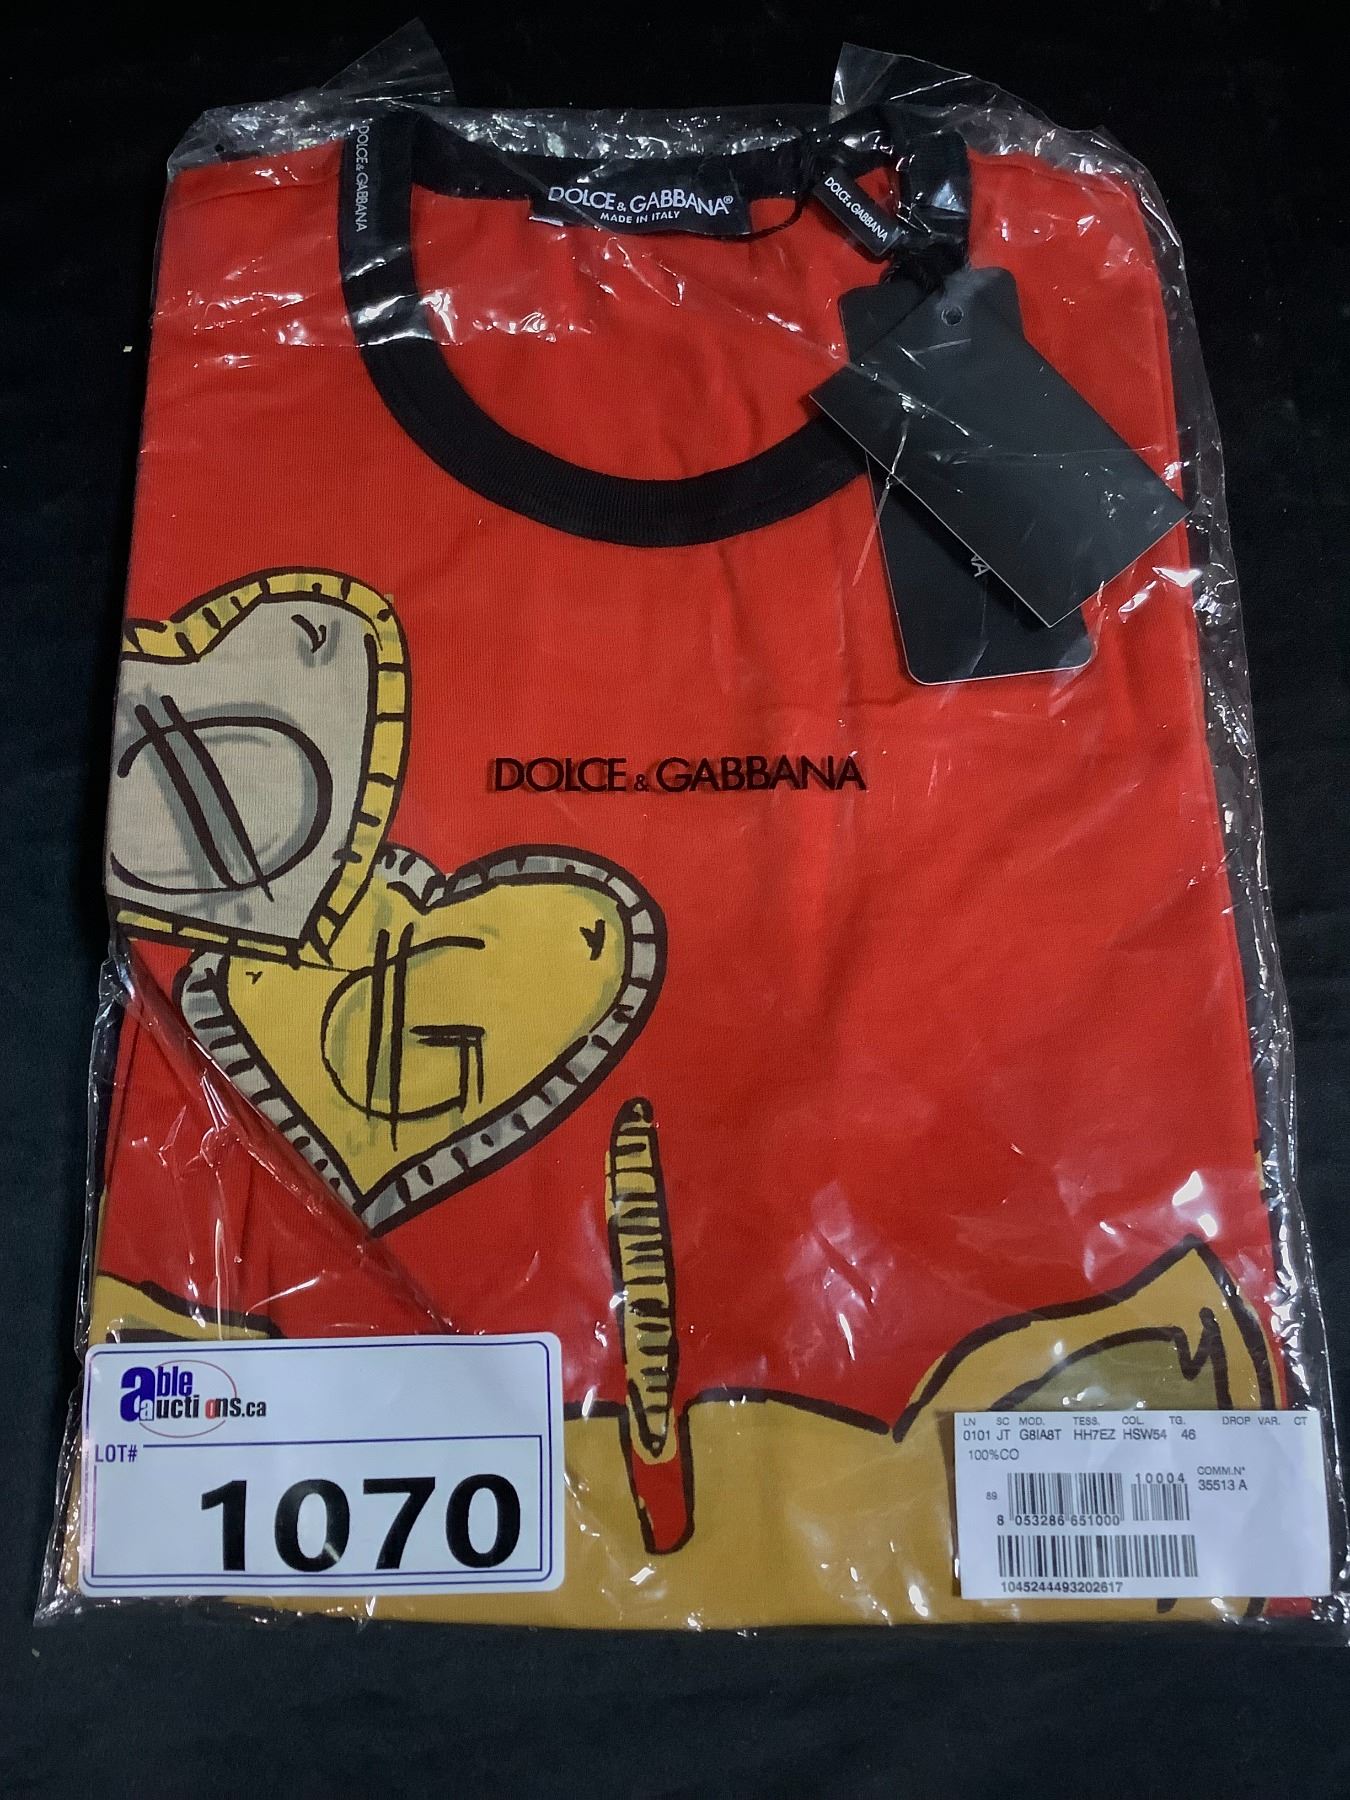 DOLCE & GABBANA
DOLCE & GABBANA®
MADE IN ITALY
DOLCE & GABBANA
DOLCE & GABBANA
D
G
able auctions.ca
LOT#
1070
LN SC MOD. TESS. COL. TG. DROP VAR. CT
0101 JT G8IA8T HH7EZ HSW54 46
100%CO
10004 COMM.N°
35513 A
89
8 053286 651000
1045244493202617